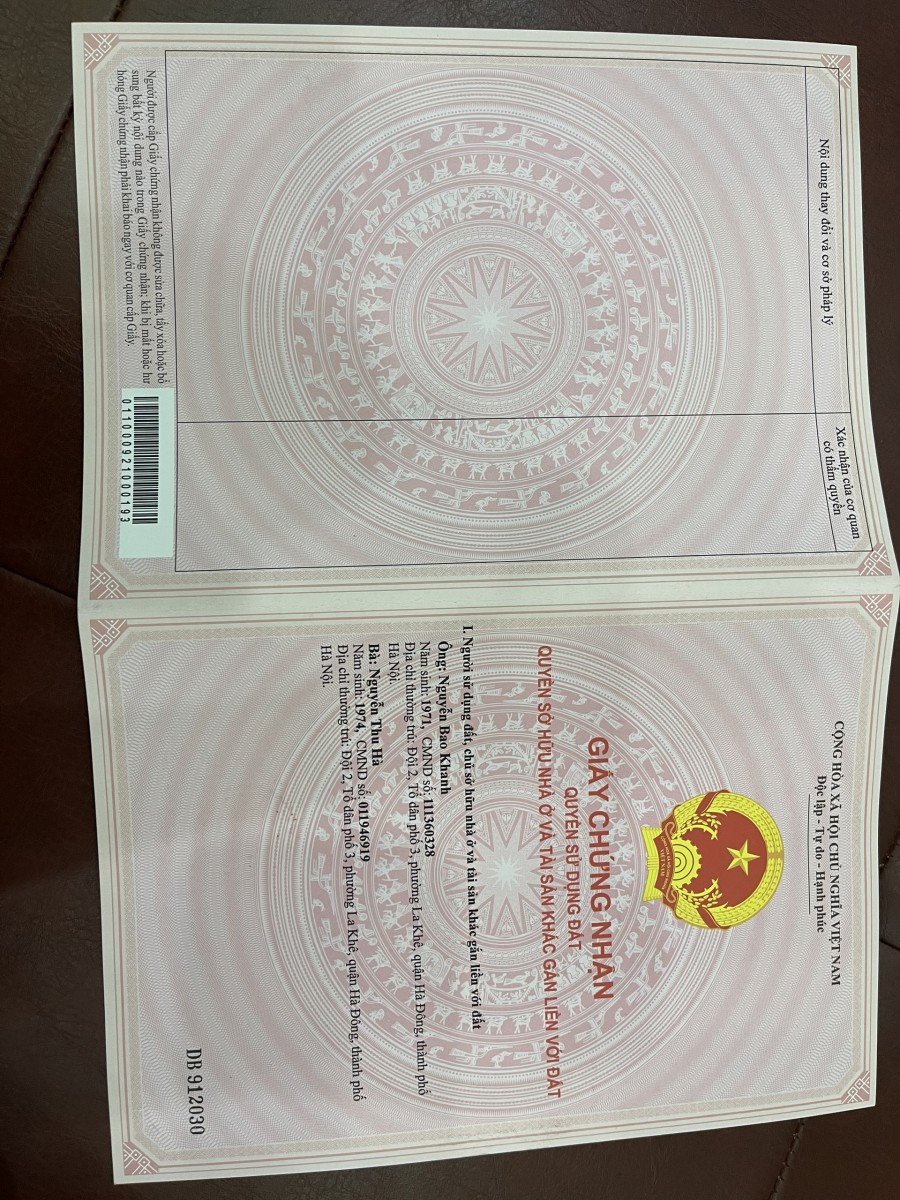 Nội dung thay đổi và cơ sở pháp lý
Xác nhận của cơ quan
có thẩm quyền
Người được cấp Giấy chứng nhận không được sửa chữa, tẩy xóa hoặc bổ
sung bất kỳ nội dung nào trong Giấy chứng nhận; khi bị mất hoặc hư
hỏng Giấy chứng nhận phải khai báo ngay với cơ quan cấp Giấy.
011000921000193
CỘNG HÒA XÃ HỘI CHỦ NGHĨA VIỆT NAM
Độc lập - Tự do - Hạnh phúc
VIỆT NAM
GIẤY CHỨNG NHẬN
QUYỀN SỬ DỤNG ĐẤT
QUYỀN SỞ HỮU NHÀ Ở VÀ TÀI SẢN KHÁC GẮN LIỀN VỚI ĐẤT
I. Người sử dụng đất, chủ sở hữu nhà ở và tài sản khác gắn liền với đất
Ông: Nguyễn Bao Khanh
Năm sinh: 1971, CMND số: 111360328
Địa chỉ thường trú: Đội 2, Tổ dân phố 3, phường La Khê, quận Hà Đông, thành phố
Hà Nội.
Bà: Nguyễn Thu Hà
Năm sinh: 1974, CMND số: 011946919
Địa chỉ thường trú: Đội 2, Tổ dân phố 3, phường La Khê, quận Hà Đông, thành phố
Hà Nội.
DB 912030